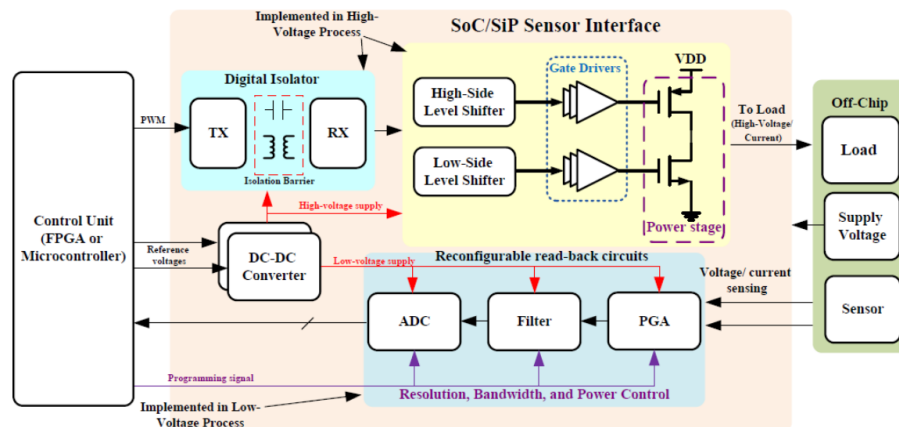 Implemented in High-
Voltage Process
SoC/SiP Sensor Interface
Digital Isolator
TX
RX
Isolation Barrier
PWM
High-Side
Level Shifter
Low-Side
Level Shifter
Gate Drivers
VDD
Power stage
To Load
(High-Voltage/
Current)
Off-Chip
Load
Supply
Voltage
Sensor
Control Unit
(FPGA or
Microcontroller)
Reference
voltages
DC-DC
Converter
High-voltage supply
Low-voltage supply
Reconfigurable read-back circuits
Voltage/ current
sensing
ADC
Filter
PGA
Programming signal
Resolution, Bandwidth, and Power Control
Implemented in Low-
Voltage Process